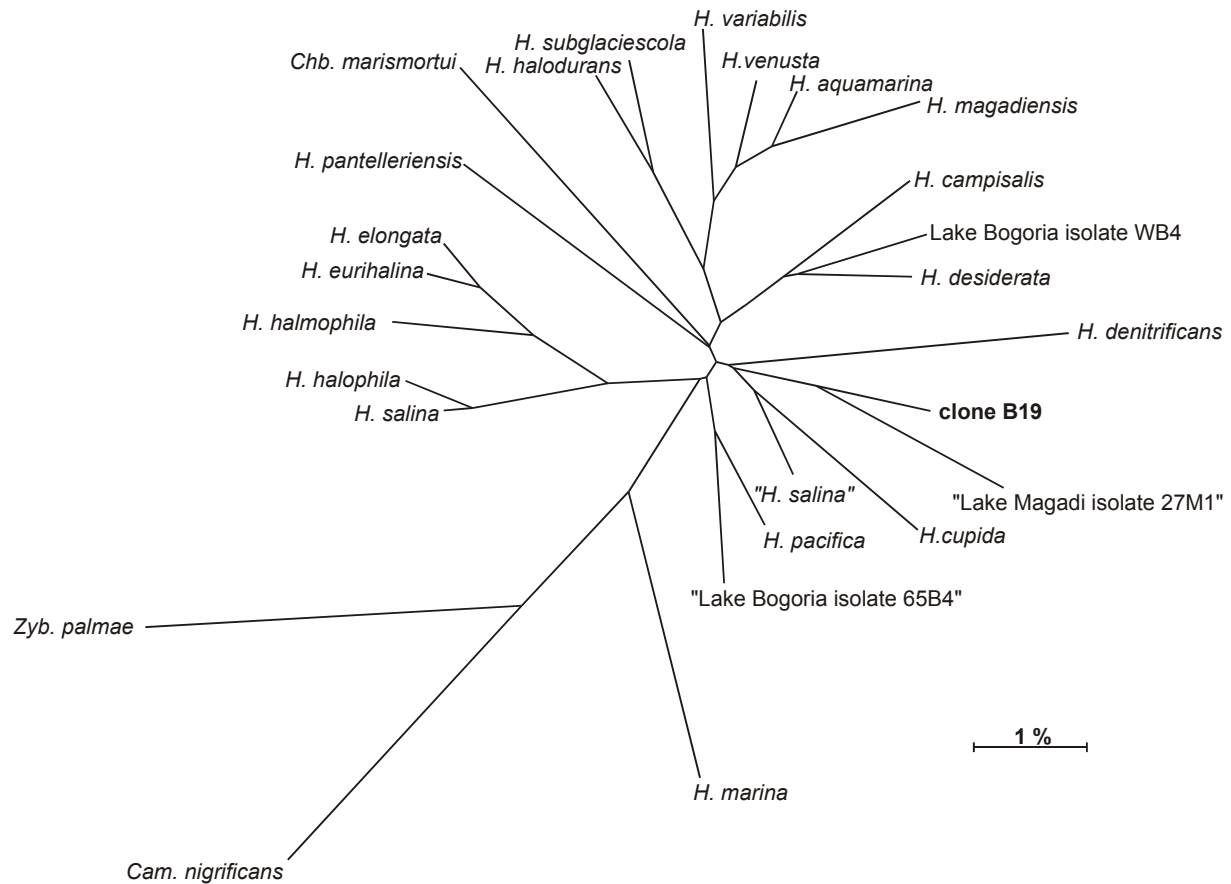 H. variabilis
H. subglaciescola
Chb. marismortui
H. halodurans
H.venusta
H. aquamarina
H. magadiensis
H. pantelleriensis
H. campisalis
H. elongata
Lake Bogoria isolate WB4
H. eurihalina
H. desiderata
H. halmophila
H. denitrificans
H. halophila
H. salina
clone B19
"H. salina"
"Lake Magadi isolate 27M1"
H. pacifica
H.cupida
"Lake Bogoria isolate 65B4"
Zyb. palmae
1 %
H. marina
Cam. nigrificans